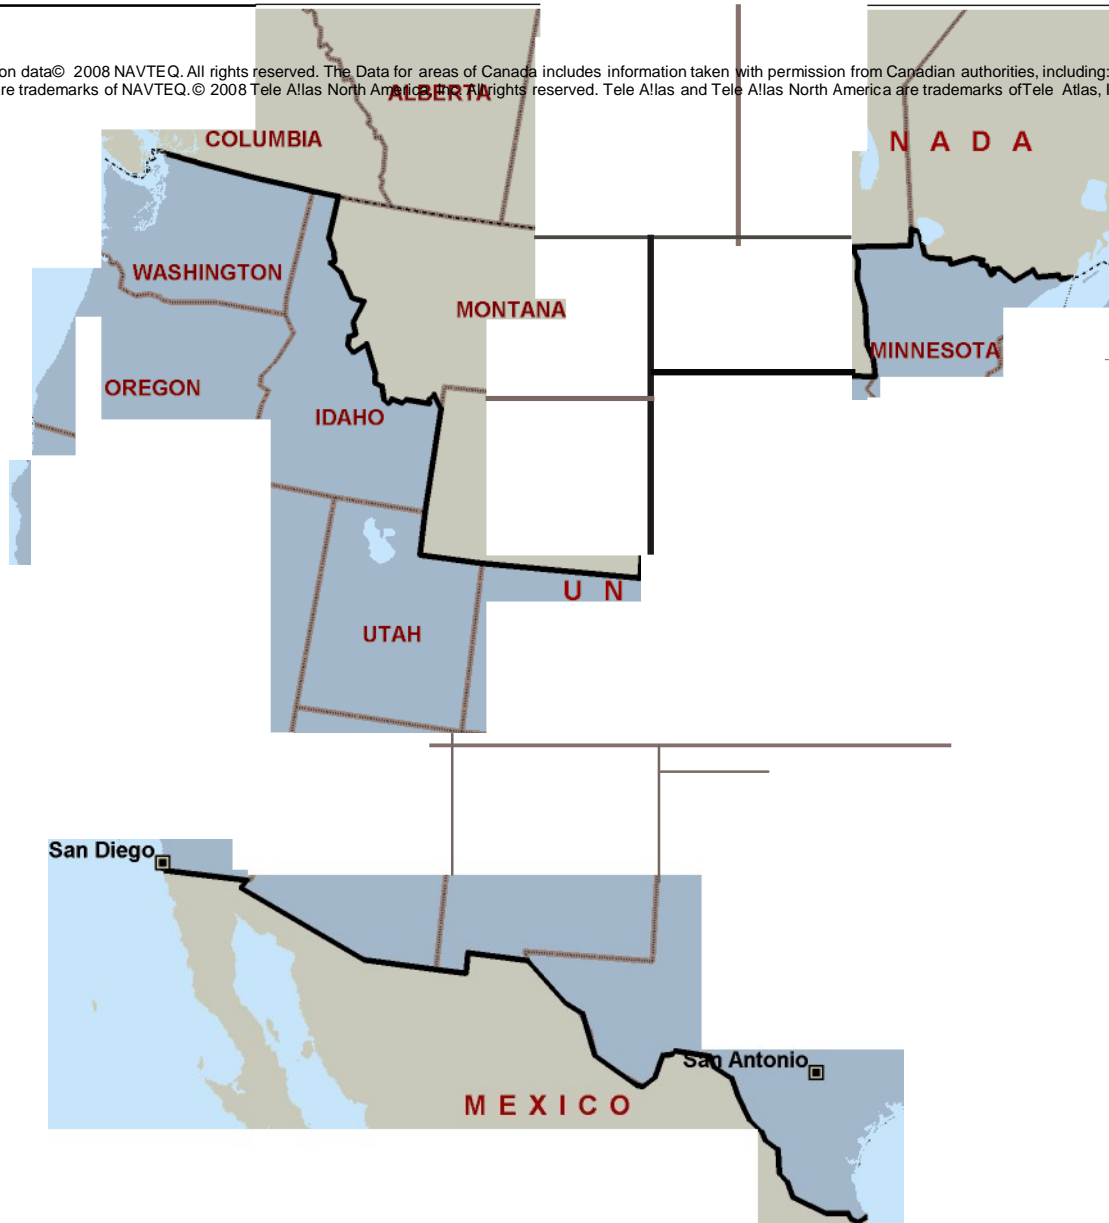 on data© 2008 NAVTEQ. All rights reserved. The Data for areas of Canada includes information taken with permission from Canadian authorities, including:
re trademarks of NAVTEQ. © 2008 Tele A!las North America, Inc. All rights reserved. Tele A!las and Tele A!las North America are trademarks ofTele Atlas, I
ALBERTA
COLUMBIA
N A D A
WASHINGTON
MONTANA
MINNESOTA
OREGON
IDAHO
U N
UTAH
San Diego
San Antonio
MEXICO